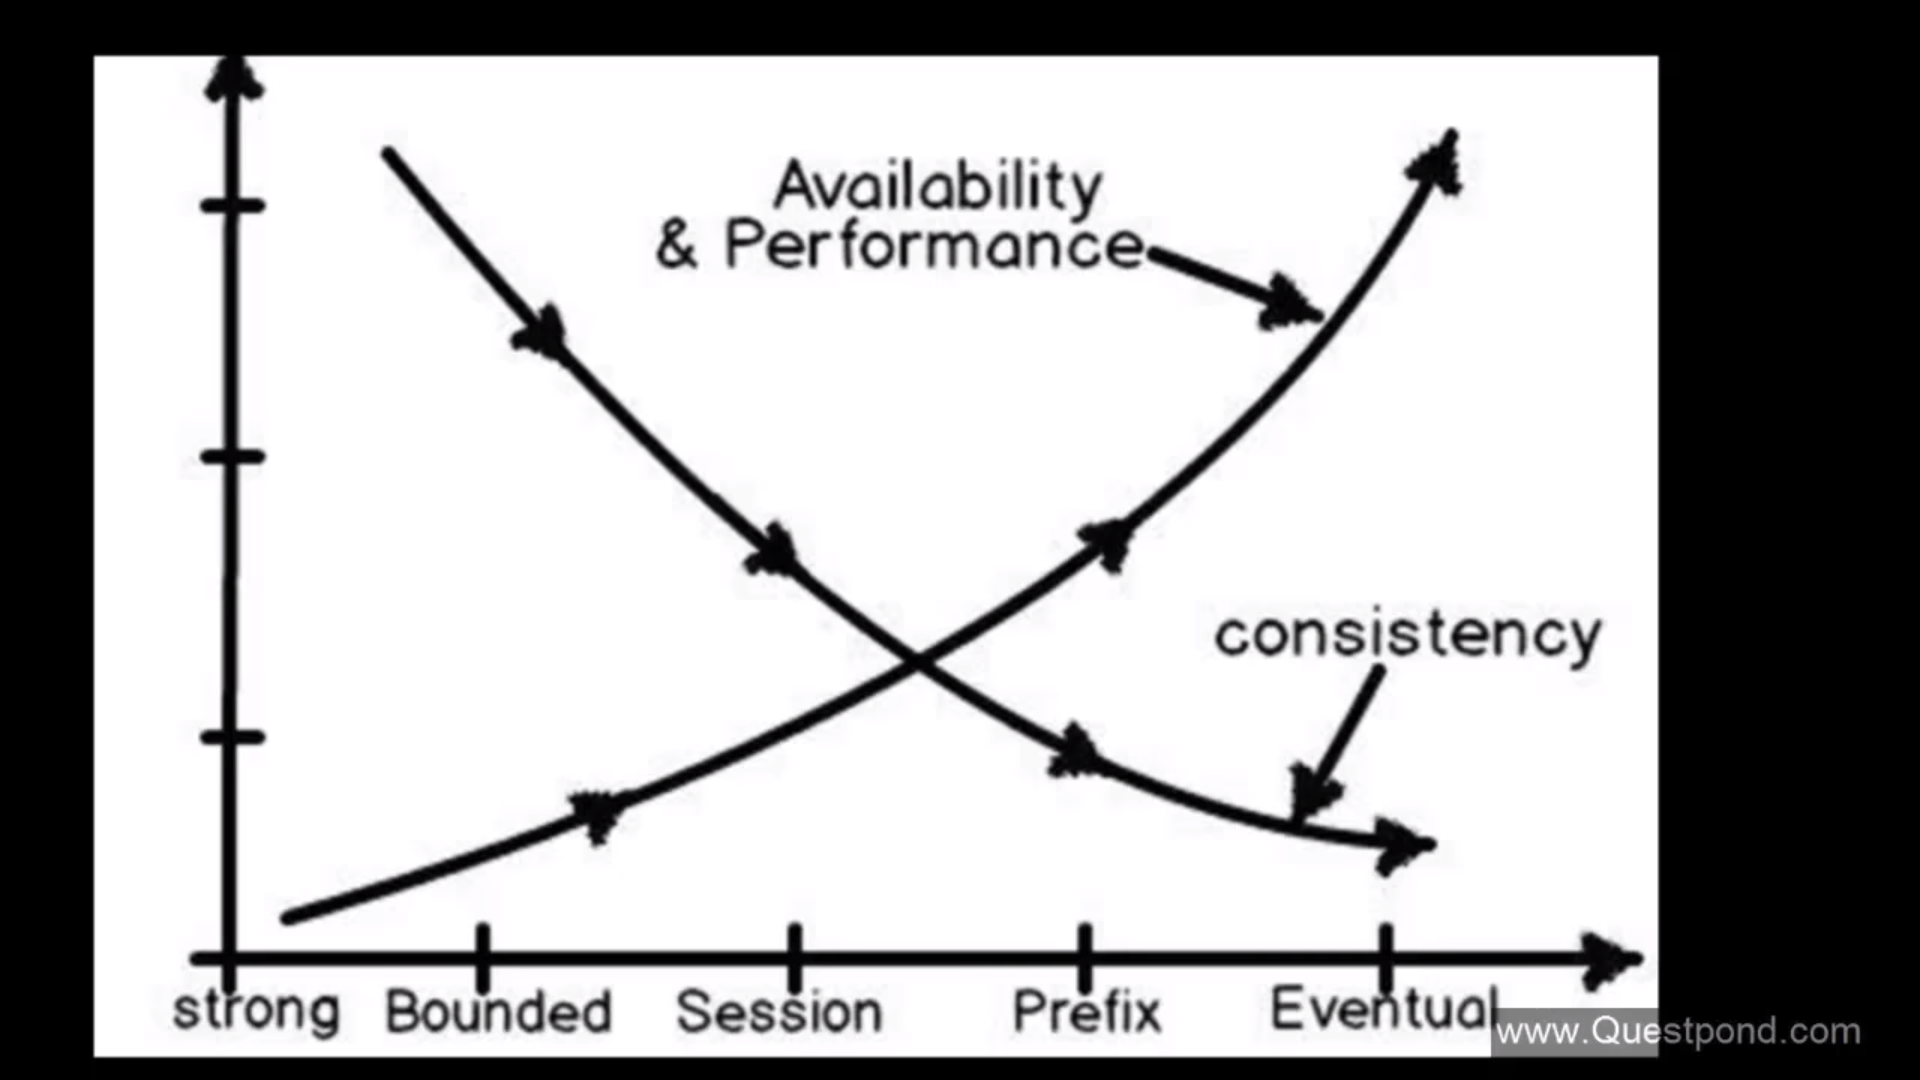 Availability
& Performance
consistency
strong Bounded Session Prefix Eventual
www.Questpond.com